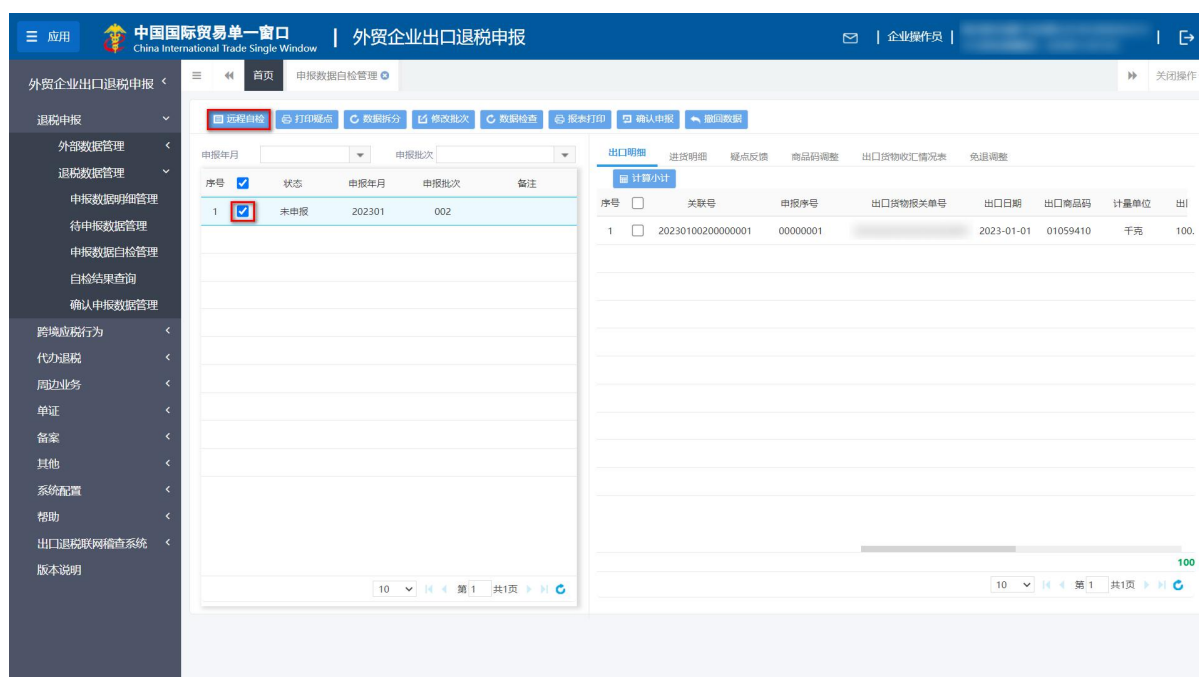 应用
中国国际贸易单一窗口
China International Trade Single Window
外贸企业出口退税申报
企业操作员
外贸企业出口退税申报
首页
申报数据自检管理
关闭操作
退税申报
外部数据管理
退税数据管理
申报数据明细管理
待申报数据管理
申报数据自检管理
自检结果查询
确认申报数据管理
跨境应税行为
代办退税
周边业务
单证
备案
其他
系统配置
帮助
出口退税联网稽查系统
版本说明
远程自检 打印疑点 数据拆分 修改批次 数据检查 报表打印 确认申报 撤回数据
申报年月 申报批次
序号 状态 申报年月 申报批次 备注
1 未申报 202301 002
10 第 1 共1页
出口明细 进货明细 疑点反馈 商品码调整 出口货物收汇情况表 免退调整
计算小计
序号 关联号 申报序号 出口货物报关单号 出口日期 出口商品码 计量单位 出
1 20230100200000001 00000001 2023-01-01 01059410 千克 100.
100
10 第 1 共1页